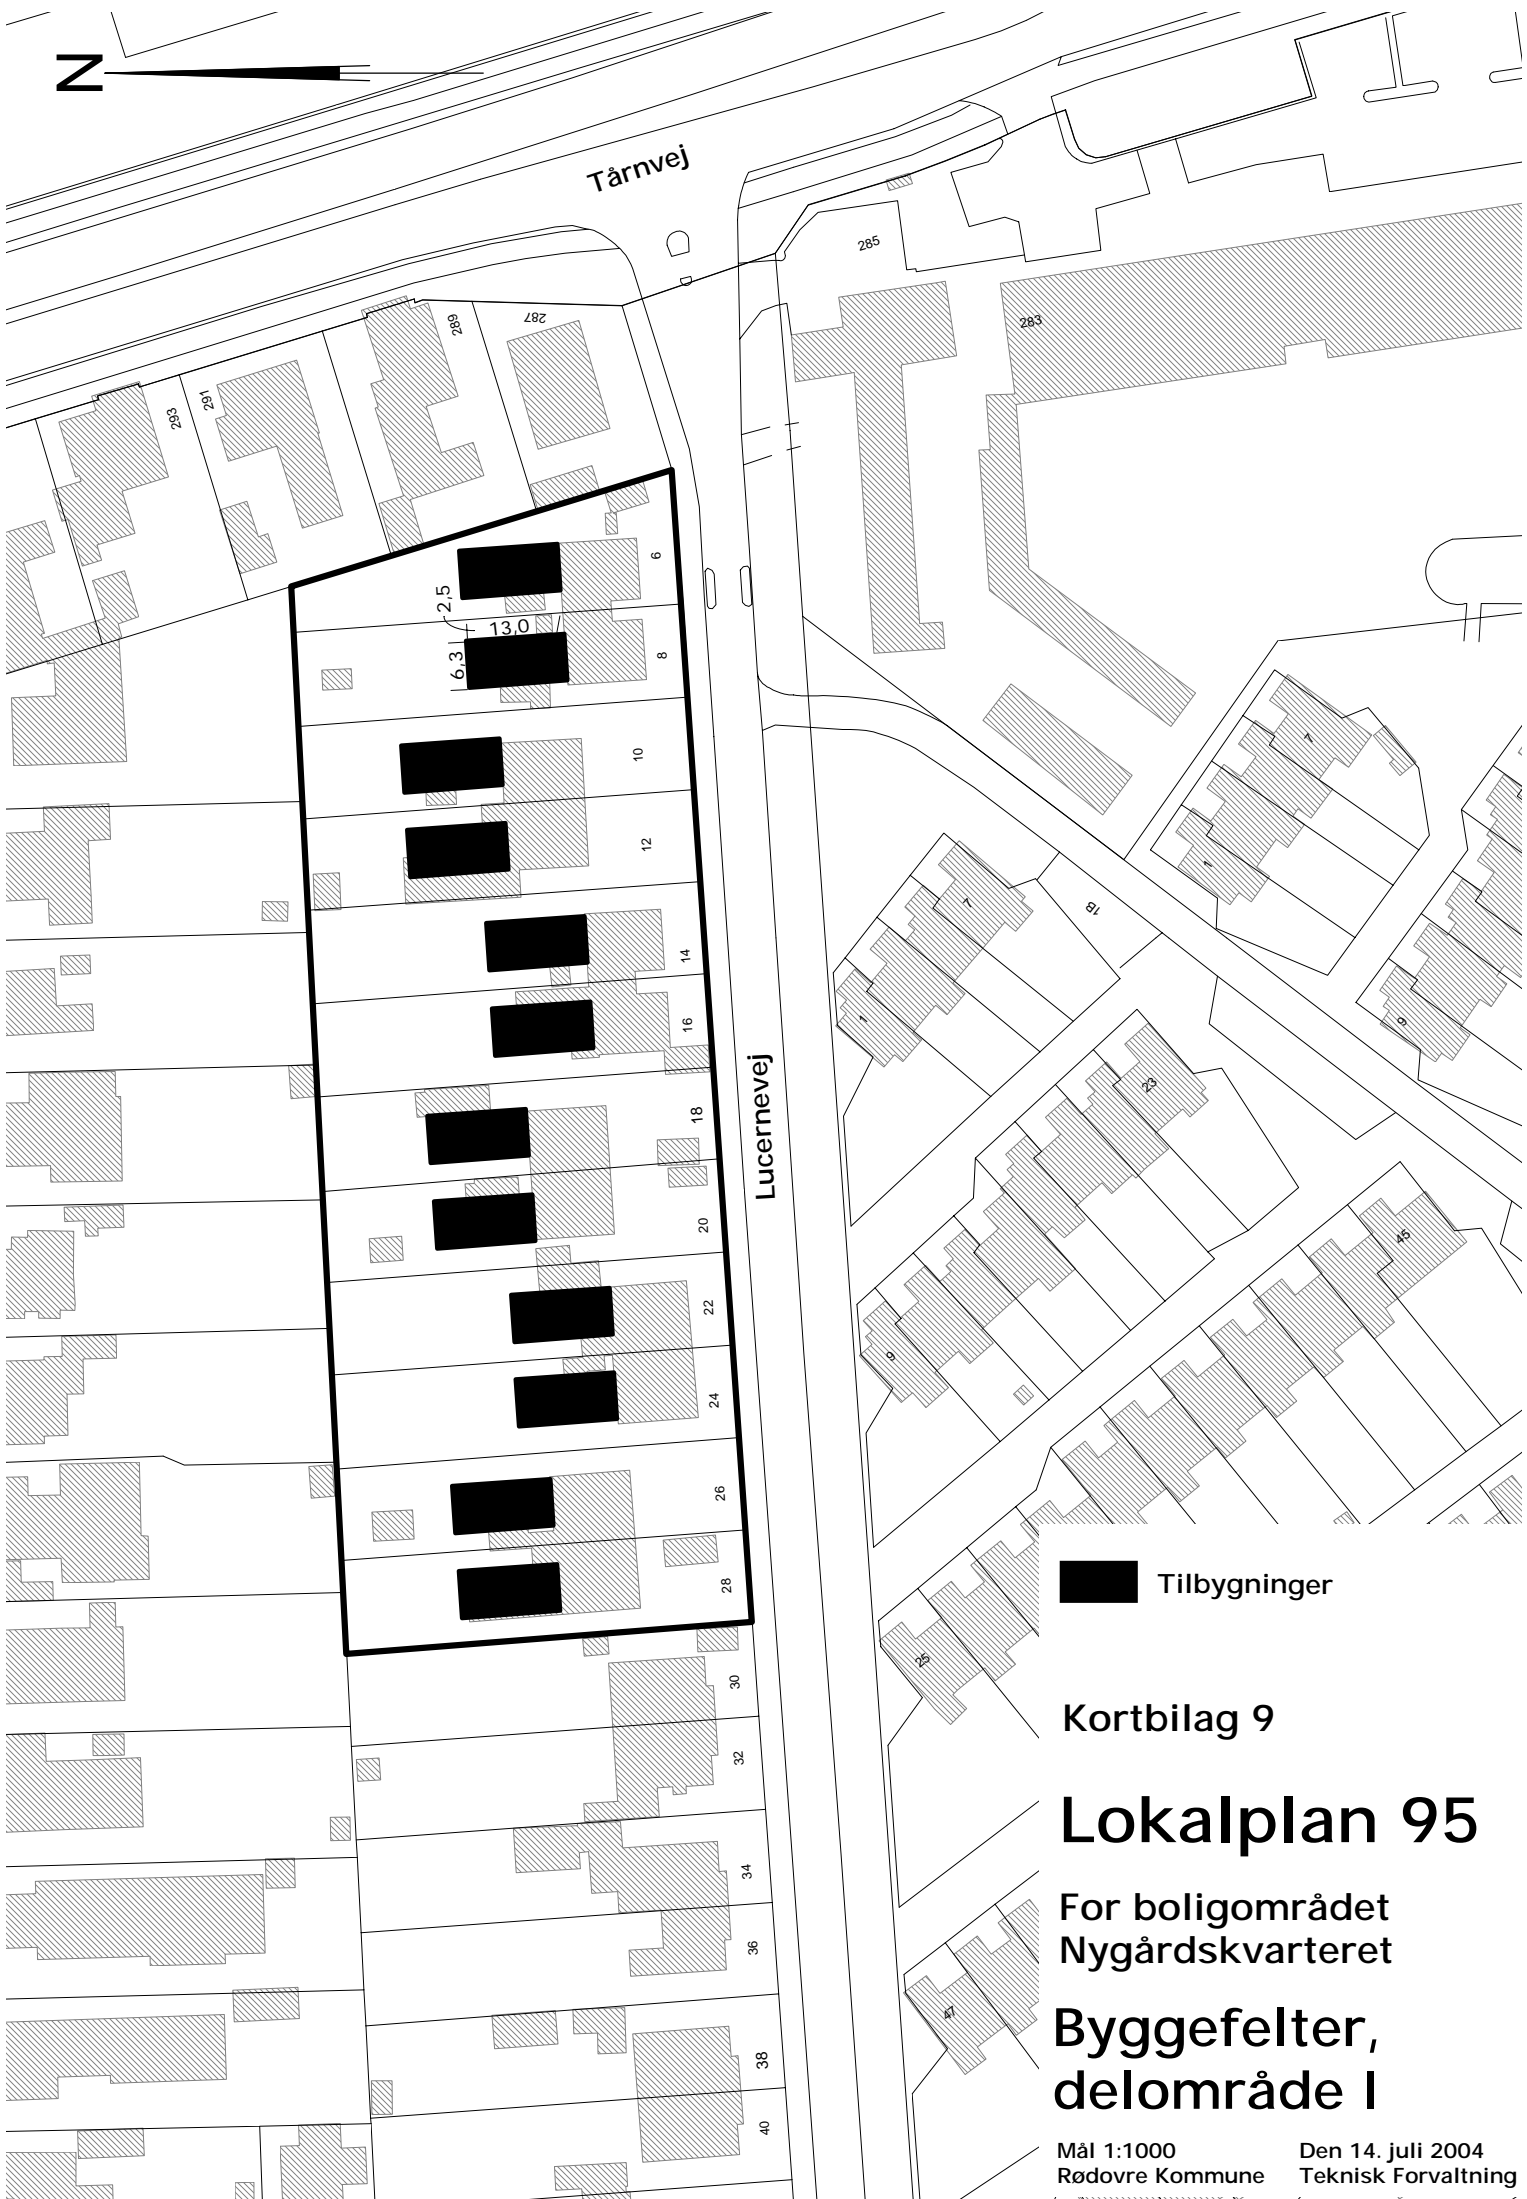 N
Tårnvej
285
283
287
289
291
293
6
2,5
13,0
6,3
8
10
12
14
16
18
20
22
24
26
28
30
32
34
36
38
40
Lucernevej
7
1
7
1
1B
9
23
9
45
25
47
Tilbygninger
Kortbilag 9
Lokalplan 95
For boligområdet
Nygårdskvarteret
Byggefelter,
delområde I
Mål 1:1000
Den 14. juli 2004
Rødovre Kommune
Teknisk Forvaltning